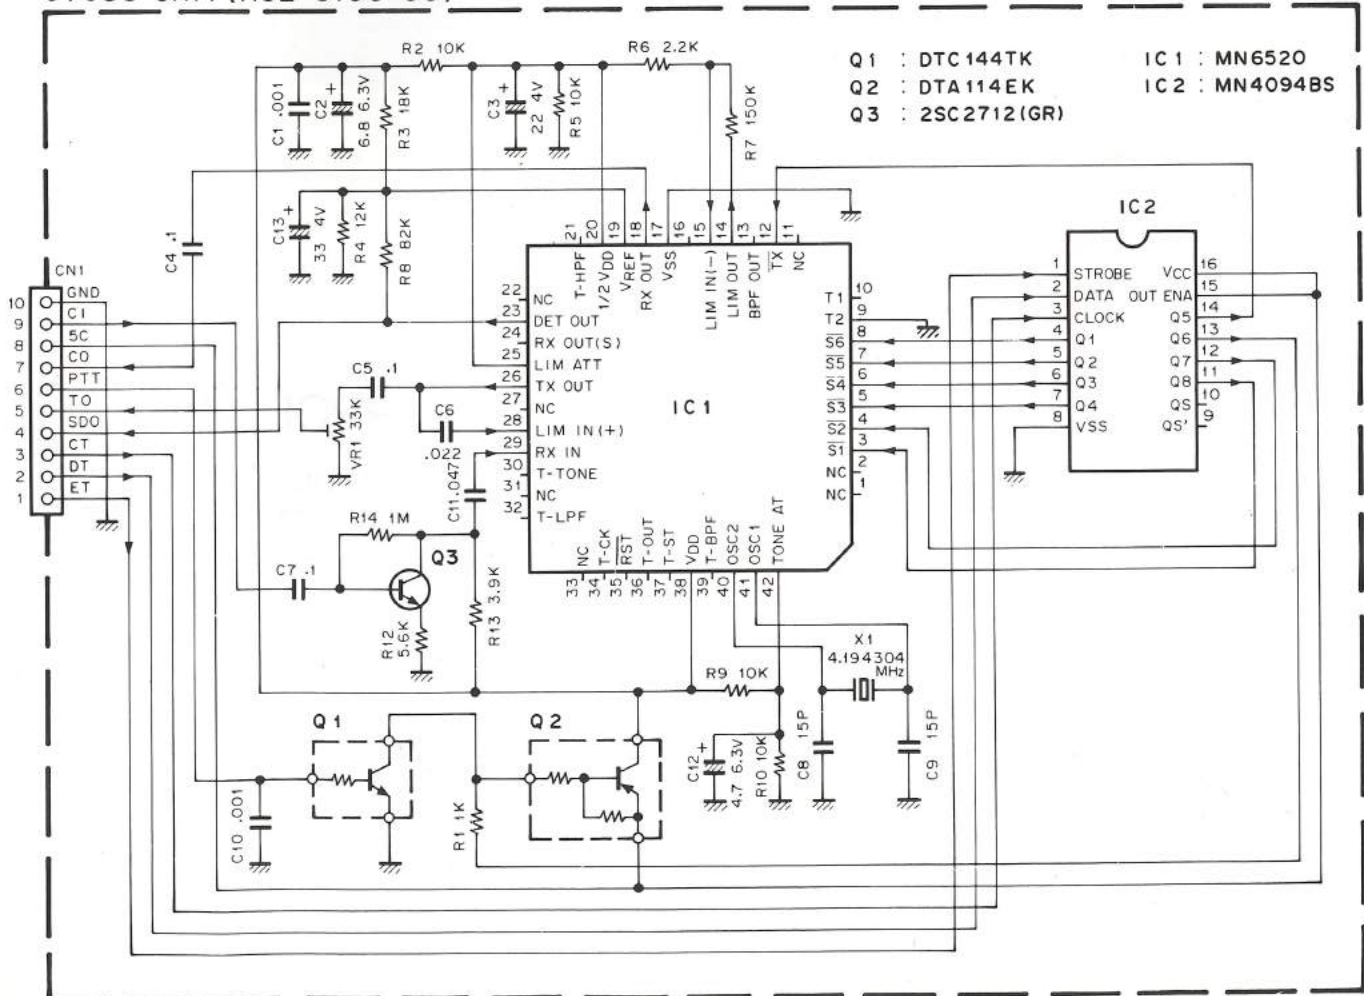 R2 10K
R6 2.2K
Q1 : DTC144TK
IC1 : MN6520
Q2 : DTA114EK
IC2 : MN4094BS
Q3 : 2SC2712(GR)
C1 .001
C2 + 6.8 6.3V
R3 18K
C3 + 22 4V
R5 10K
R7 150K
C4 .1
C13 + 33 4V
R4 12K
R8 82K
CN1
10 GND
9 CI
8 5C
7 CO
6 PTT
5 TO
4 SDO
3 CT
2 DT
1 ET
IC1
21 T-HPF
20 1/2 VDD
19 VREF
18 RX OUT
17 VSS
16
15 LIM IN(-)
14 LIM OUT
13 BPF OUT
12 TX
11 NC
22 NC
23 DET OUT
24 RX OUT(S)
25 LIM ATT
26 TX OUT
27 NC
28 LIM IN(+)
29 RX IN
30 T-TONE
31 NC
32 T-LPF
T1 10
T2 9
S6 8
S5 7
S4 6
S3 5
S2 4
S1 3
NC 2
NC 1
33 NC
34 T-CK
35 RST
36 T-OUT
37 T-ST
38 VDD
39 T-BPF
40 OSC2
41 OSC1
42 TONE AT
IC2
1 STROBE
2 DATA
3 CLOCK
4 Q1
5 Q2
6 Q3
7 Q4
8 VSS
VCC 16
OUT ENA 15
Q5 14
Q6 13
Q7 12
Q8 11
QS 10
QS' 9
C5 .1
VR1 33K
C6 .022
C11 .047
R14 1M
Q3
C7 .1
R12 5.6K
R13 3.9K
X1
4.194304
MHz
R9 10K
Q1
Q2
C12 + 4.7 6.3V
R10 10K
C8 15P
C9 15P
C10 .001
R1 1K